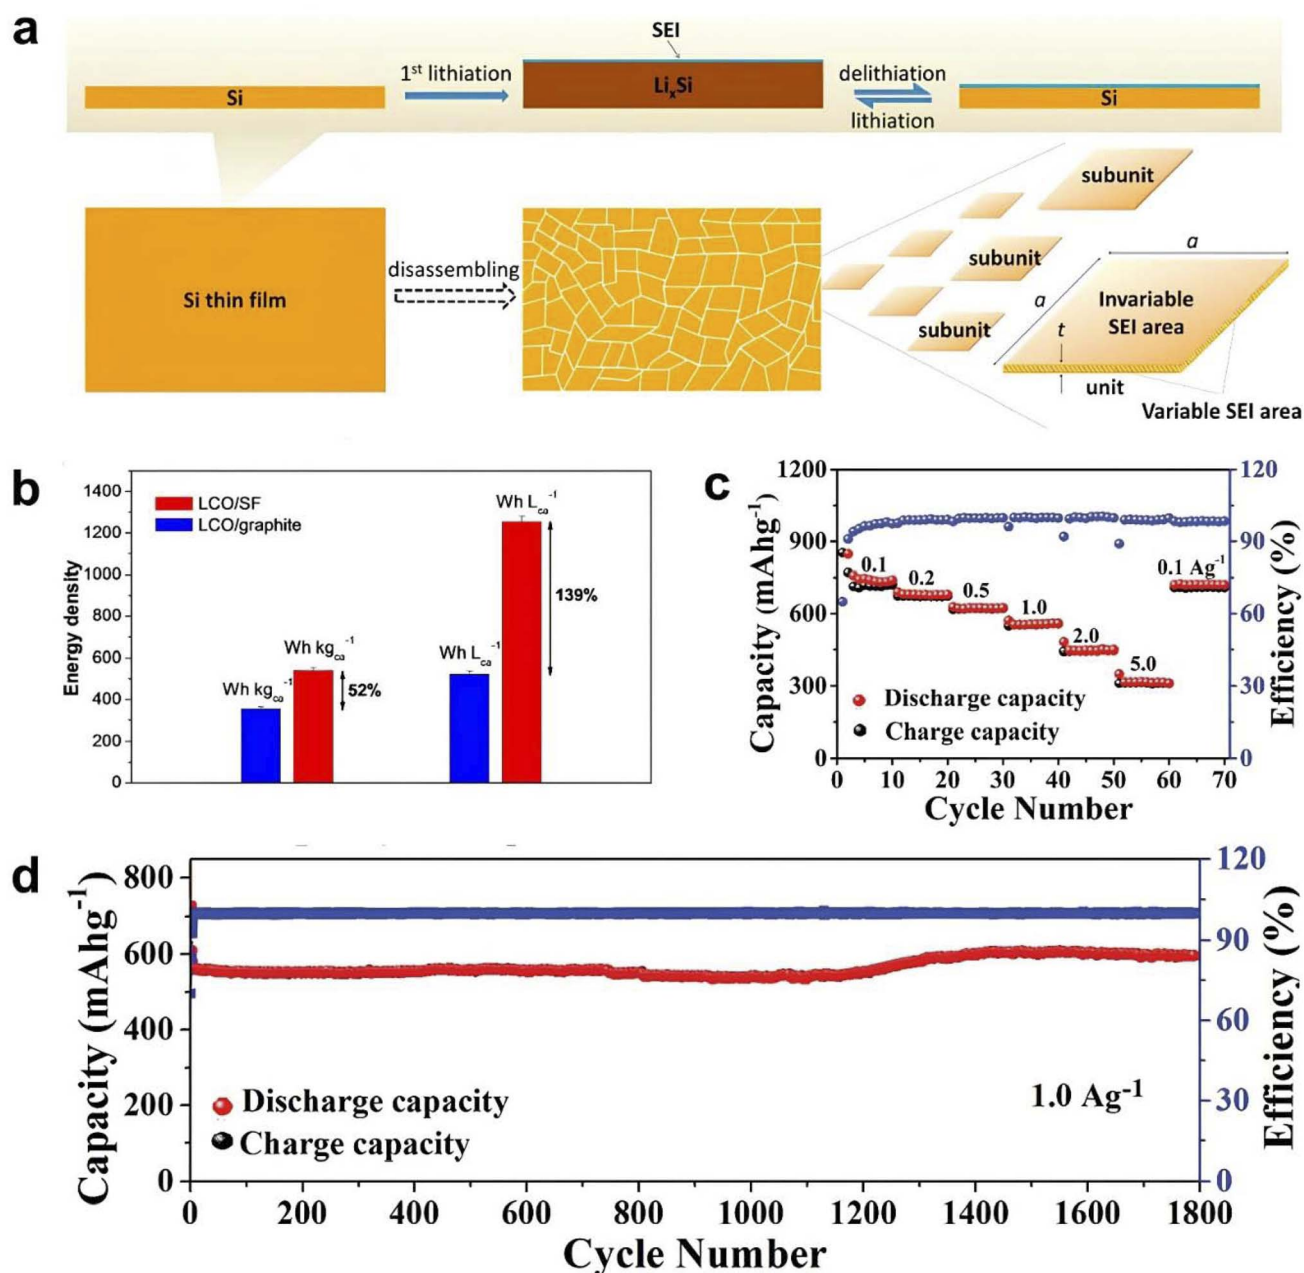 a
SEI
Si
1st lithiation
LixSi
delithiation
lithiation
Si
Si thin film
disassembling
subunit
subunit
subunit
a
a
t
Invariable
SEI area
unit
Variable SEI area
b
Energy density
1400
1200
1000
800
600
400
200
0
LCO/SF
LCO/graphite
Wh kgca-1
Wh kgca-1
52%
Wh Lca-1
Wh Lca-1
139%
c
Capacity (mAhg-1)
1200
900
600
300
0
0.1
0.2
0.5
1.0
2.0
5.0
0.1 Ag-1
Discharge capacity
Charge capacity
0 10 20 30 40 50 60 70
Cycle Number
120
90
60
30
0
Efficiency (%)
d
Capacity (mAhg-1)
800
600
400
200
0
Discharge capacity
Charge capacity
1.0 Ag-1
0 200 400 600 800 1000 1200 1400 1600 1800
Cycle Number
120
90
60
30
0
Efficiency (%)